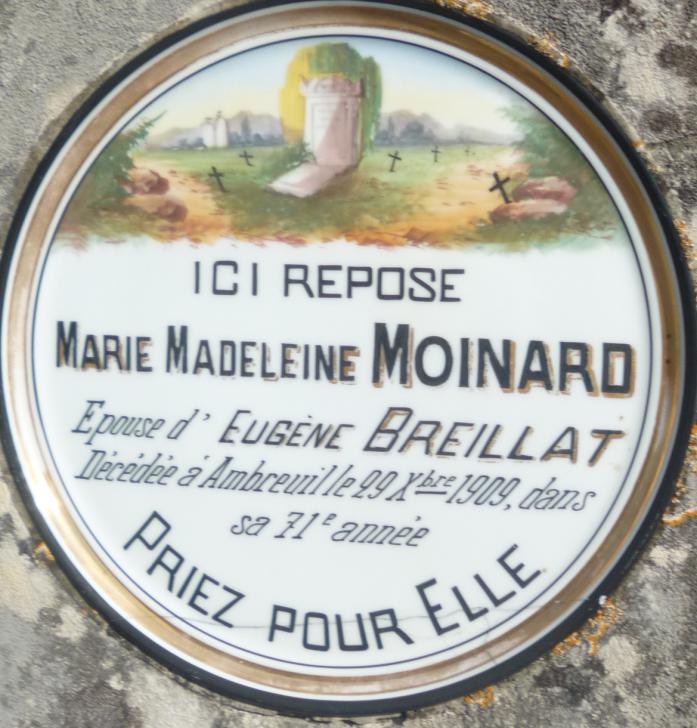 ICI REPOSE
MARIE MADELEINE MOINARD
Epouse d' EUGÈNE BREILLAT
Décédée à Ambreuil le 29 Xbre 1909, dans
sa 71e année
PRIEZ POUR ELLE